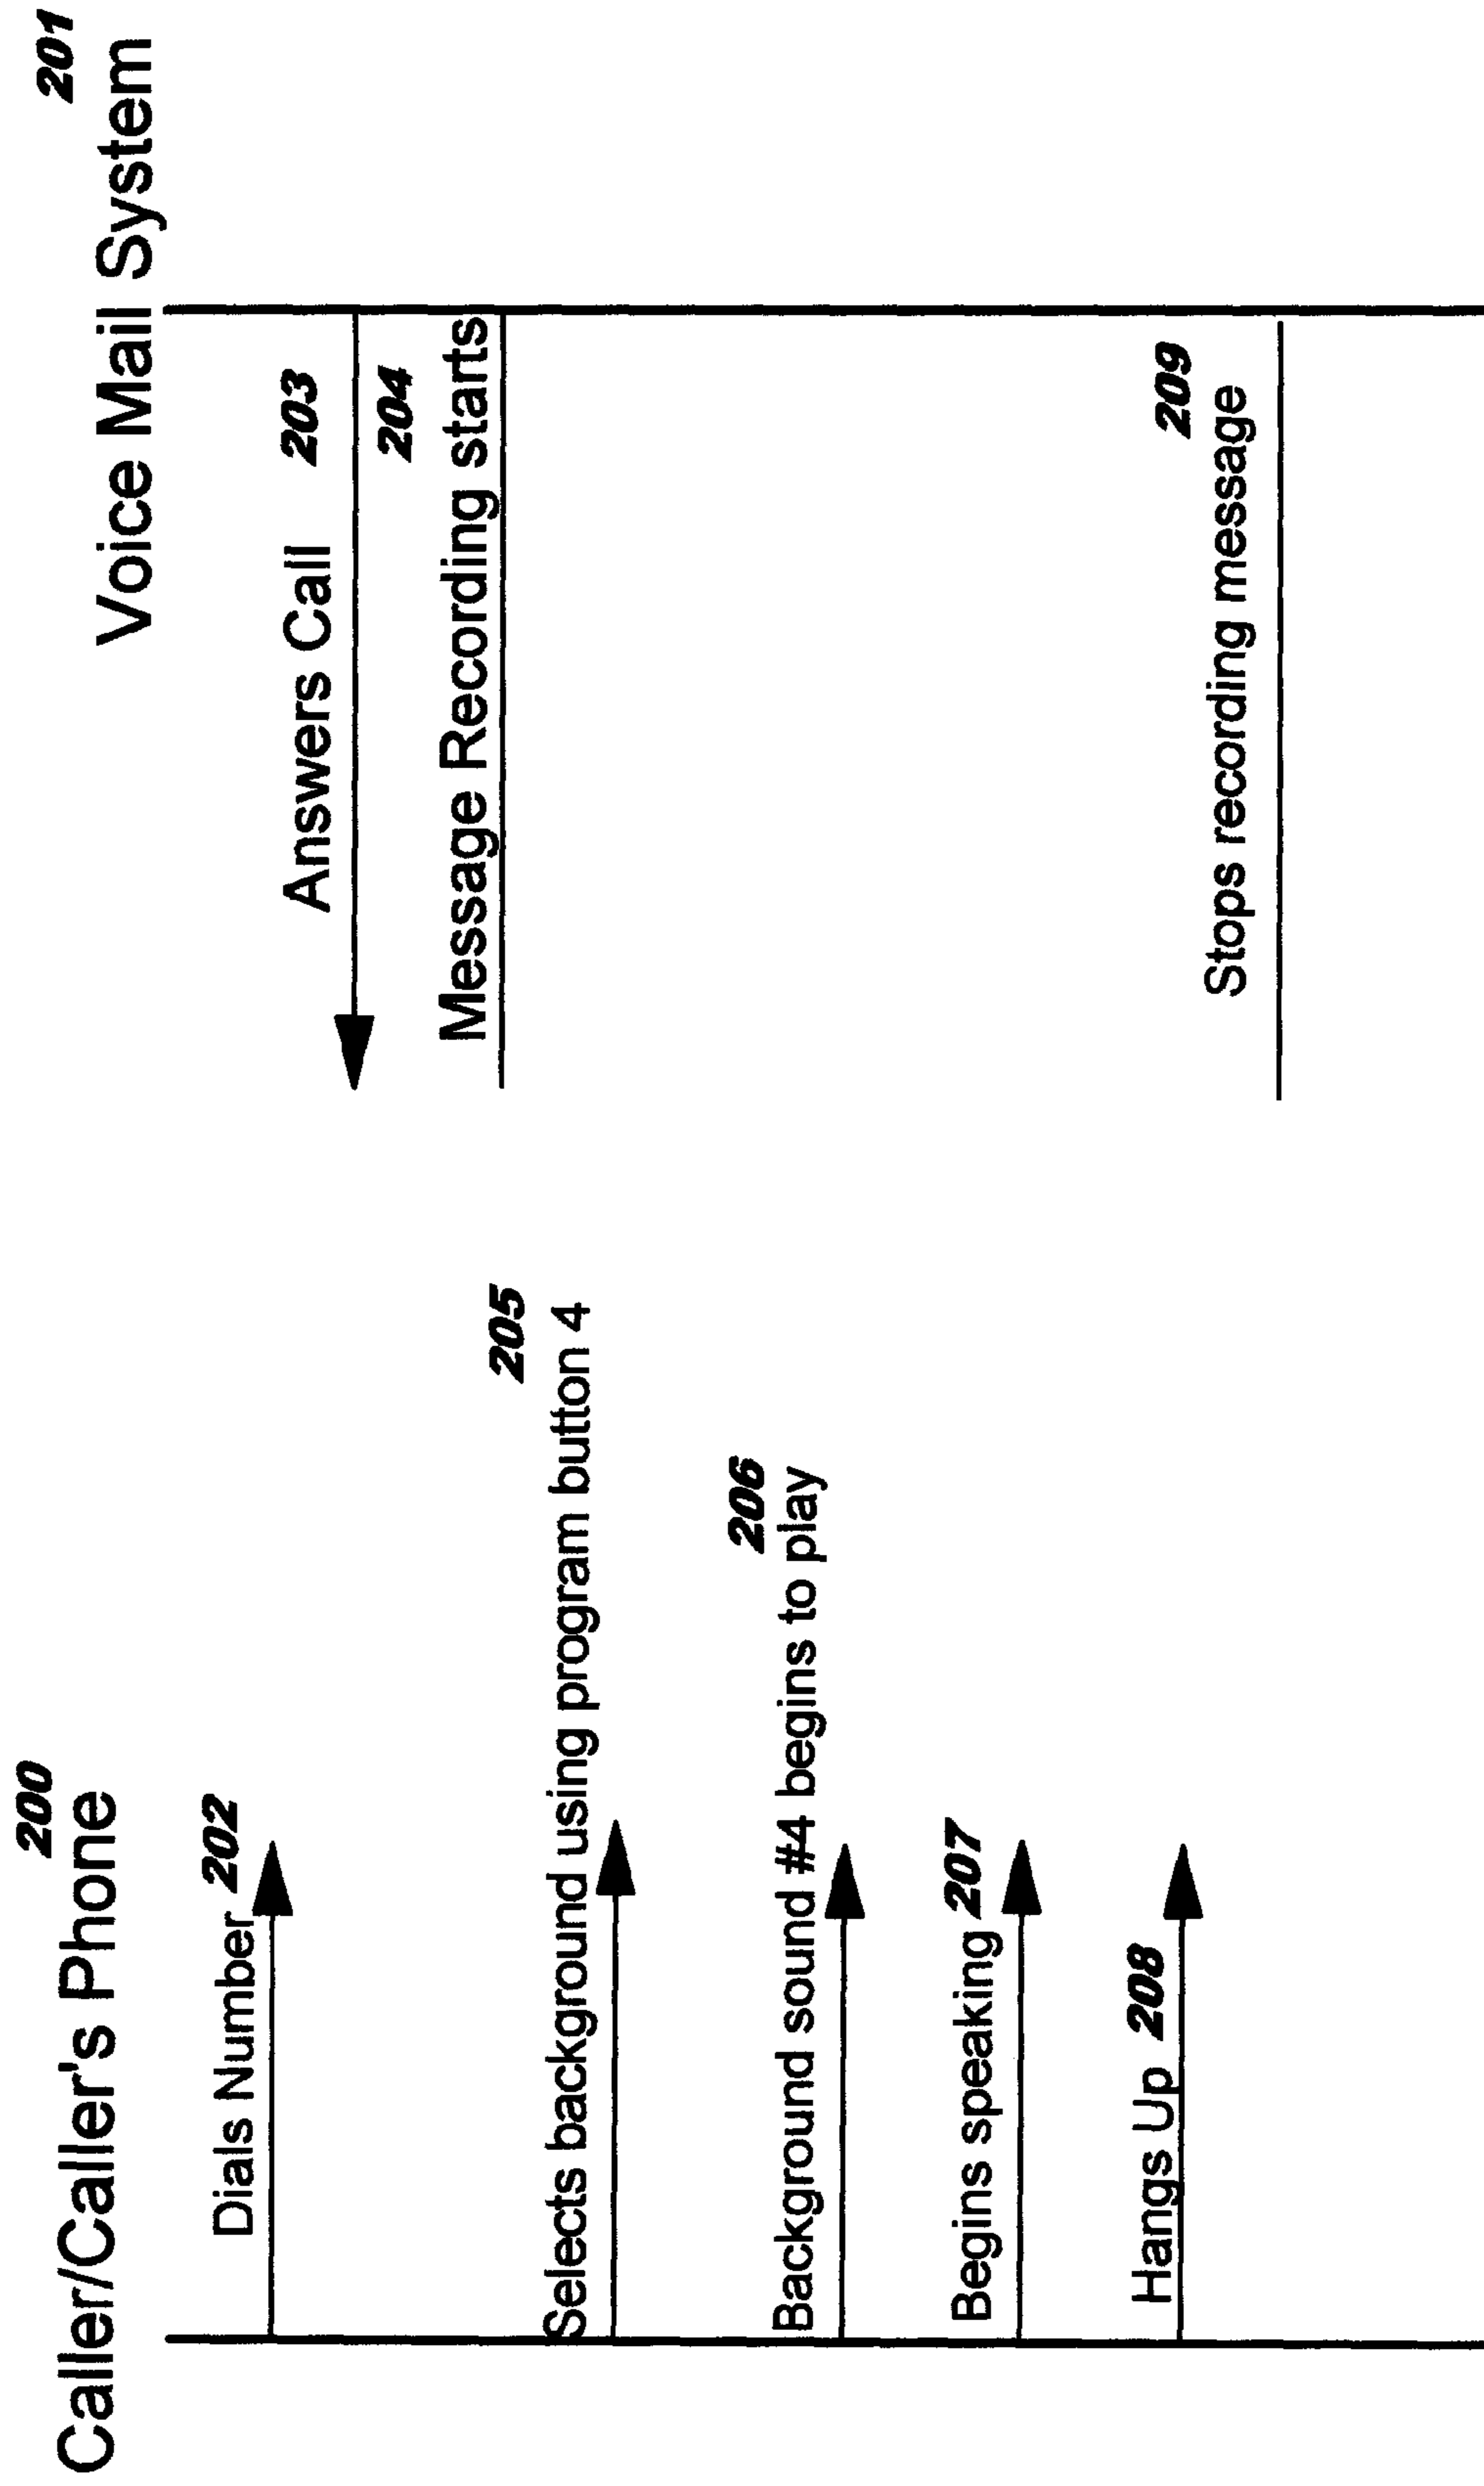 200
Caller/Caller's Phone
201
Voice Mail System
Dials Number 202
Answers Call 203
204
Message Recording starts
205
Selects background using program button 4
206
Background sound #4 begins to play
Begins speaking 207
Hangs Up 208
209
Stops recording message